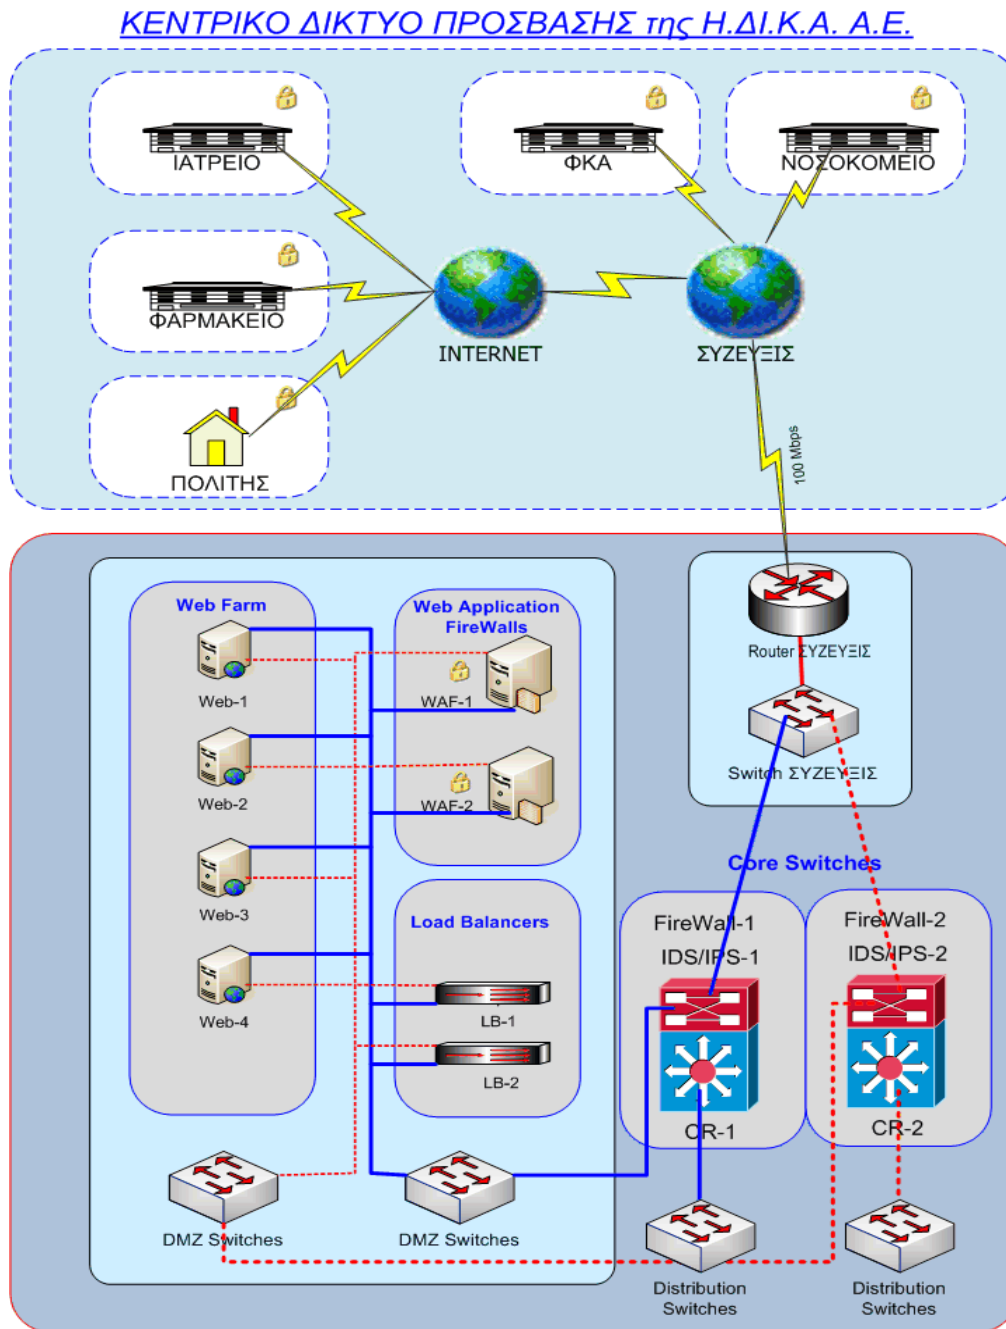 ΚΕΝΤΡΙΚΟ ΔΙΚΤΥΟ ΠΡΟΣΒΑΣΗΣ της Η.ΔΙ.Κ.Α. Α.Ε.
ΙΑΤΡΕΙΟ
ΦΚΑ
ΝΟΣΟΚΟΜΕΙΟ
ΦΑΡΜΑΚΕΙΟ
INTERNET
ΣΥΖΕΥΞΙΣ
ΠΟΛΙΤΗΣ
100 Mbps
Web Farm
Web Application
FireWalls
Web-1
WAF-1
Router ΣΥΖΕΥΞΙΣ
Web-2
WAF-2
Switch ΣΥΖΕΥΞΙΣ
Core Switches
Web-3
Load Balancers
FireWall-1
IDS/IPS-1
FireWall-2
IDS/IPS-2
Web-4
LB-1
LB-2
CR-1
CR-2
DMZ Switches
DMZ Switches
Distribution
Switches
Distribution
Switches